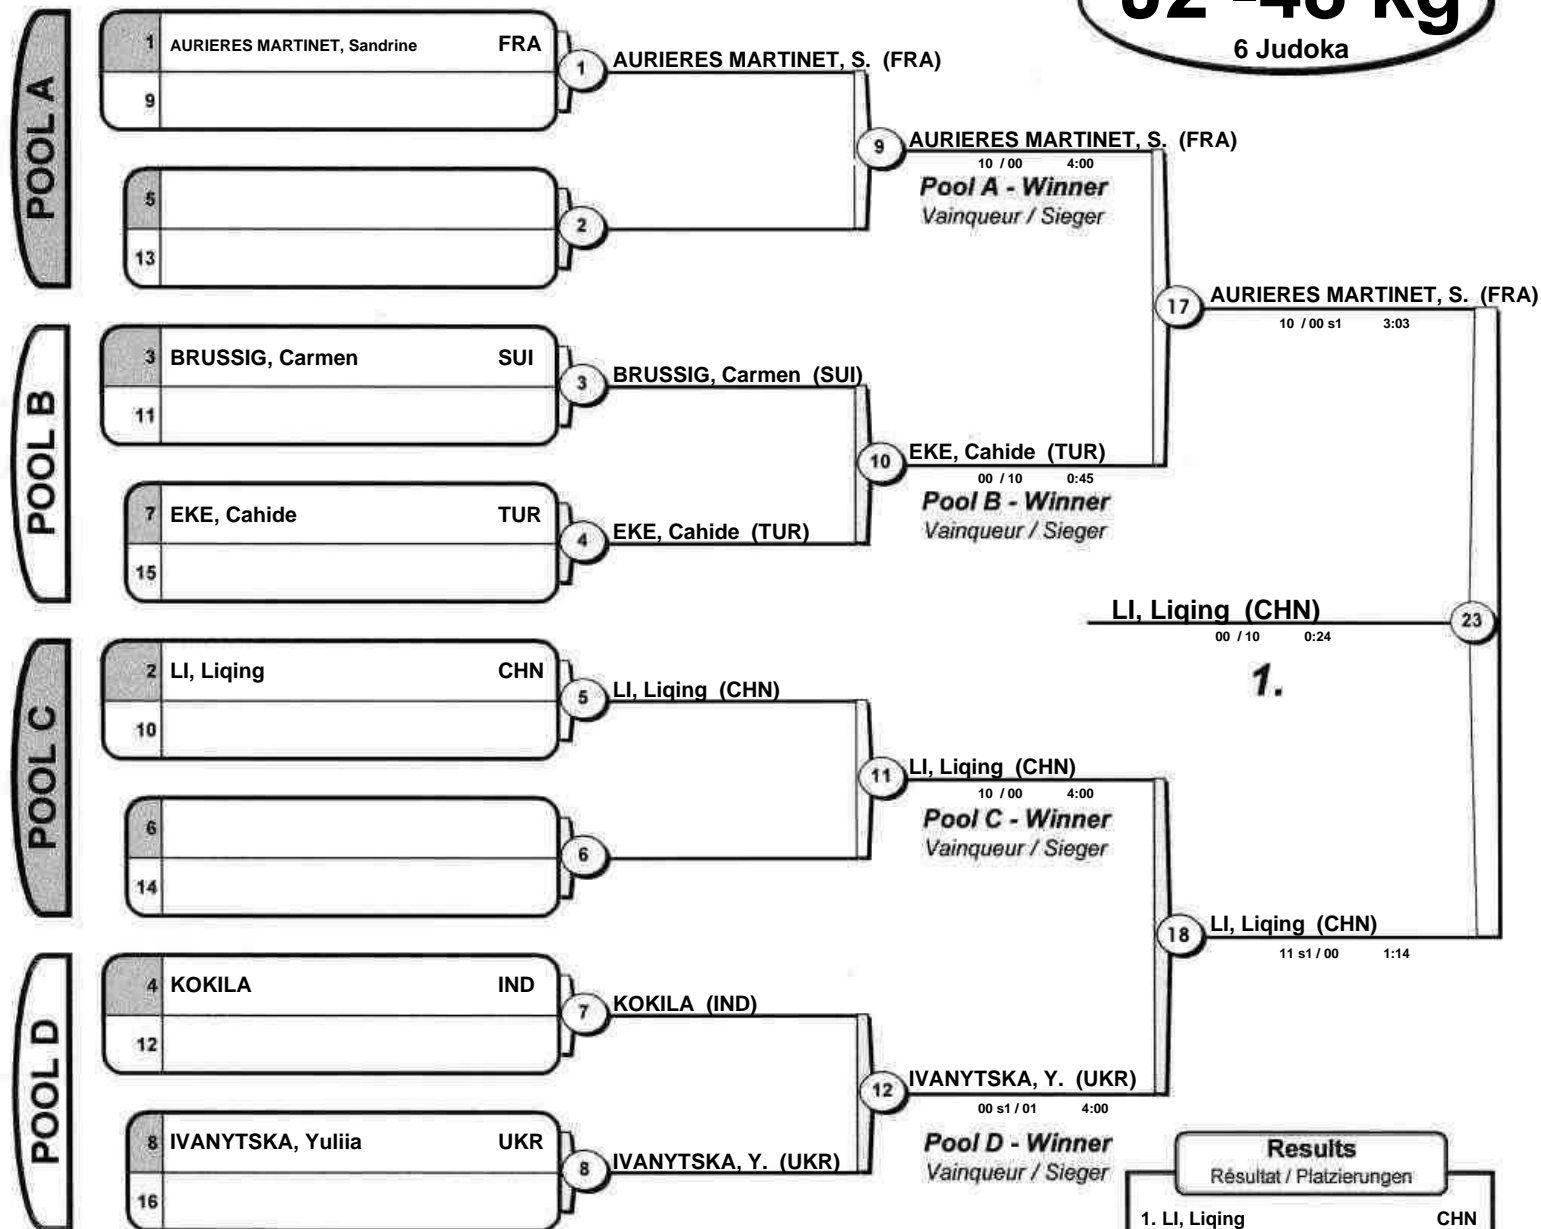 J2 -48 kg
6 Judoka
POOL A
1 AURIERES MARTINET, Sandrine FRA
9
1
AURIERES MARTINET, S. (FRA)
5
13
2
9
AURIERES MARTINET, S. (FRA)
10 / 00 4:00
Pool A - Winner
Vainqueur / Sieger
17
AURIERES MARTINET, S. (FRA)
10 / 00 s1 3:03
POOL B
3 BRUSSIG, Carmen SUI
11
3
BRUSSIG, Carmen (SUI)
7 EKE, Cahide TUR
15
4
EKE, Cahide (TUR)
10
EKE, Cahide (TUR)
00 / 10 0:45
Pool B - Winner
Vainqueur / Sieger
LI, Liqing (CHN)
00 / 10 0:24
23
1.
POOL C
2 LI, Liqing CHN
10
5
LI, Liqing (CHN)
6
14
6
11
LI, Liqing (CHN)
10 / 00 4:00
Pool C - Winner
Vainqueur / Sieger
18
LI, Liqing (CHN)
11 s1 / 00 1:14
POOL D
4 KOKILA IND
12
7
KOKILA (IND)
8 IVANYTSKA, Yuliia UKR
16
8
IVANYTSKA, Y. (UKR)
12
IVANYTSKA, Y. (UKR)
00 s1 / 01 4:00
Pool D - Winner
Vainqueur / Sieger
Results
Résultat / Platzierungen
1. LI, Liqing CHN